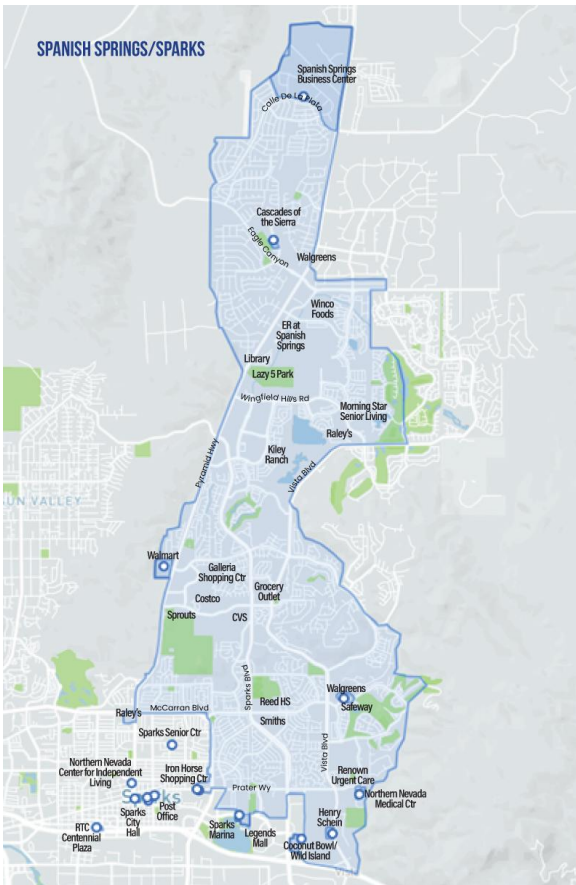 SPANISH SPRINGS/SPARKS
Spanish Springs
Business Center
Calle De La Plata
Cascades of
the Sierra
Eagle Canyon
Walgreens
Winco
Foods
ER at
Spanish
Springs
Library
Lazy 5 Park
Wingfield Hills Rd
Morning Star
Senior Living
Raley's
Kiley
Ranch
Pyramid Hwy
Vista Blvd
SUN VALLEY
Walmart
Galleria
Shopping Ctr
Grocery
Outlet
Costco
Sprouts
CVS
Sparks Blvd
Walgreens
Safeway
Reed HS
McCarran Blvd
Raley's
Smiths
Sparks Senior Ctr
Vista Blvd
Northern Nevada
Center for Independent
Living
Iron Horse
Shopping Ctr
Renown
Urgent Care
Prater Wy
Northern Nevada
Medical Ctr
Sparks
Post
Office
Sparks
City
Hall
RTC
Centennial
Plaza
Sparks
Marina
Legends
Mall
Henry
Schein
Coconut Bowl/
Wild Island